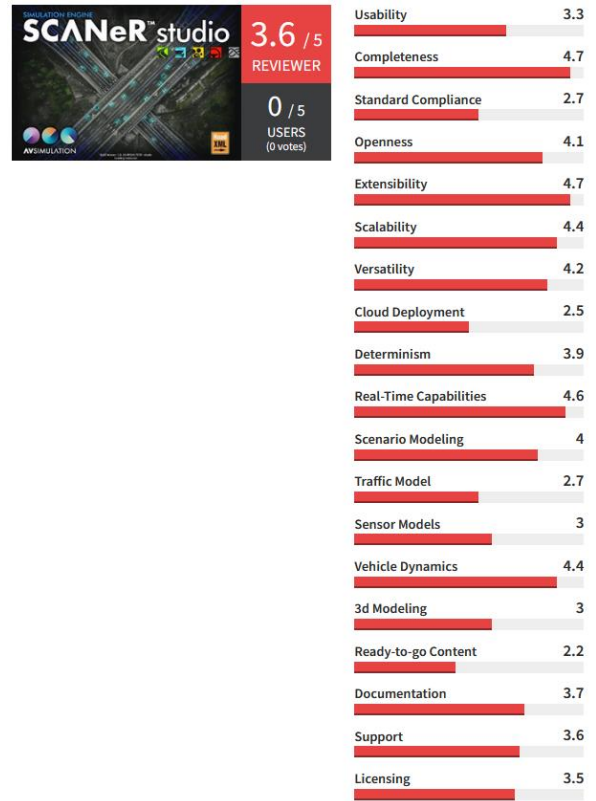 SIMULATION ENGINE
SCANeR™ studio
AVSIMULATION
XML
3.6 / 5
REVIEWER
0 / 5
USERS
(0 votes)
Usability 3.3
Completeness 4.7
Standard Compliance 2.7
Openness 4.1
Extensibility 4.7
Scalability 4.4
Versatility 4.2
Cloud Deployment 2.5
Determinism 3.9
Real-Time Capabilities 4.6
Scenario Modeling 4
Traffic Model 2.7
Sensor Models 3
Vehicle Dynamics 4.4
3d Modeling 3
Ready-to-go Content 2.2
Documentation 3.7
Support 3.6
Licensing 3.5